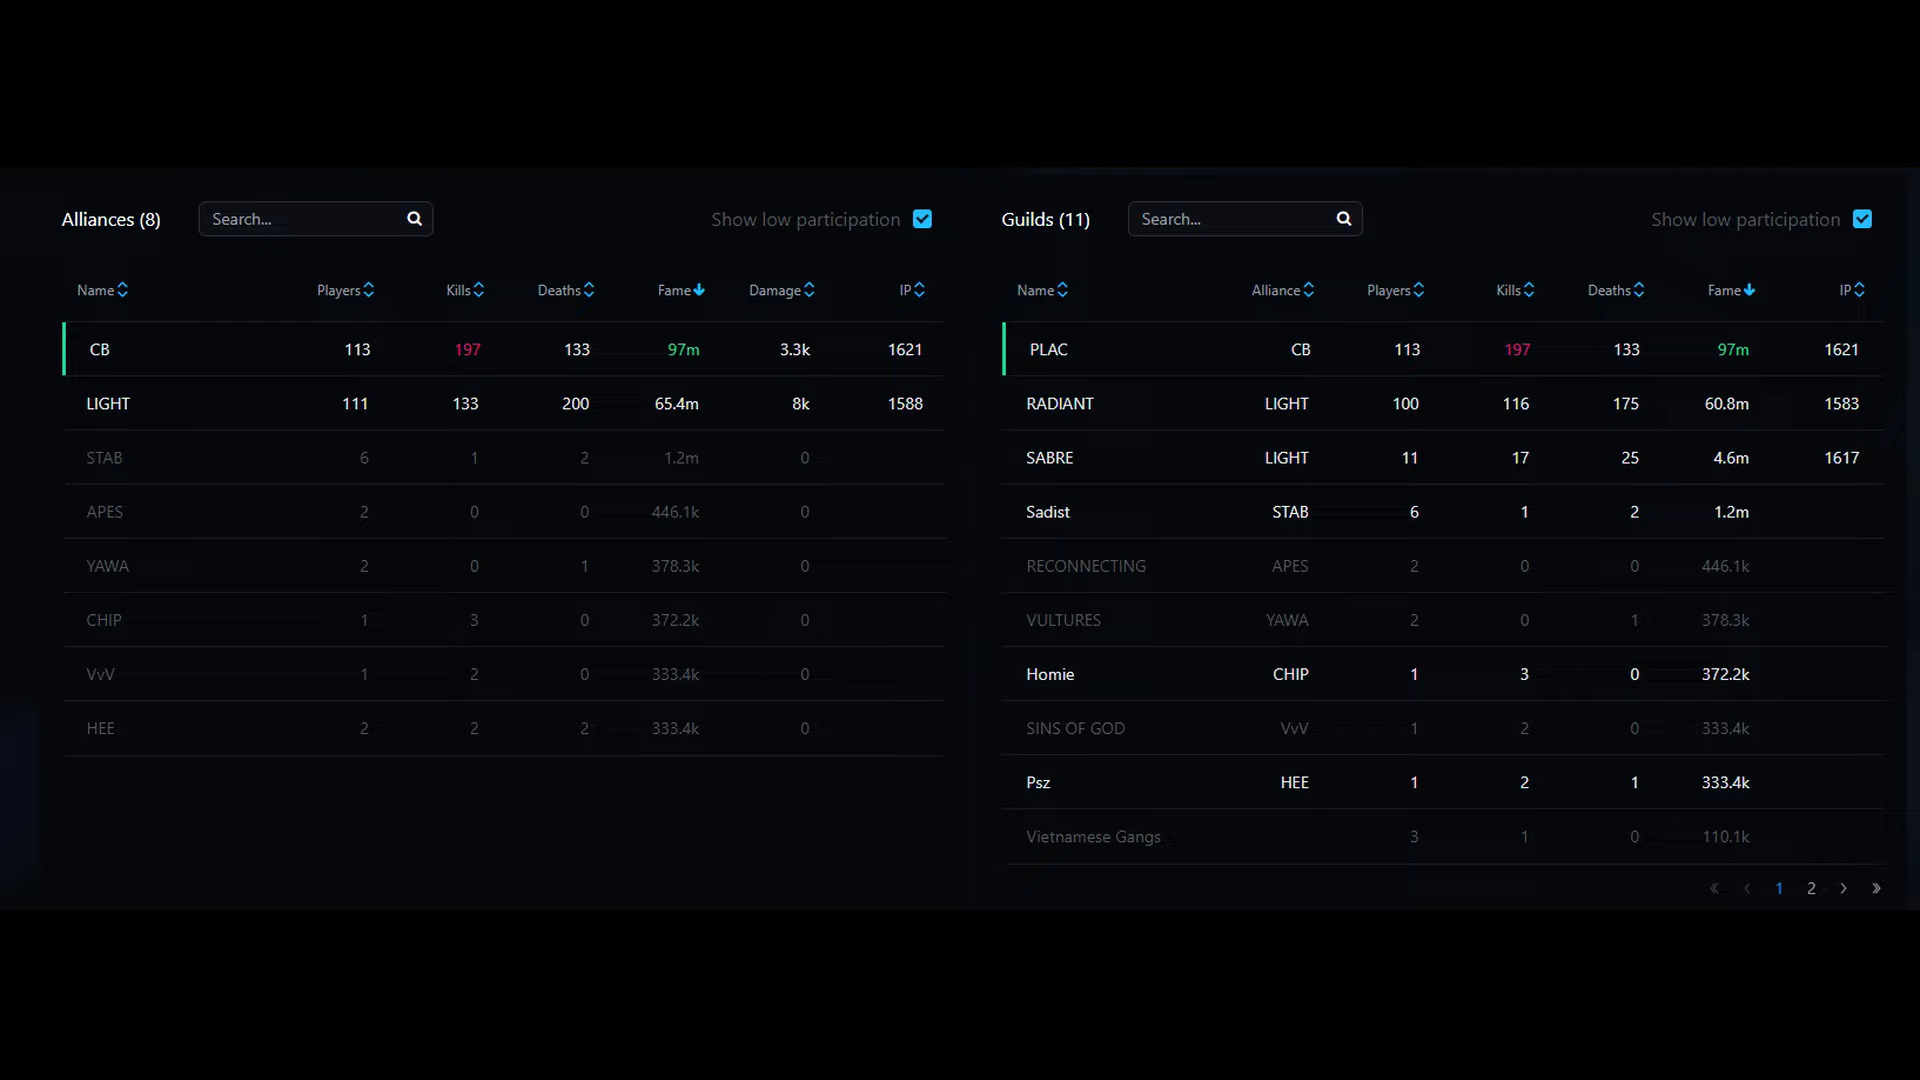 Alliances (8) Search... Show low participation
Name Players Kills Deaths Fame Damage IP
CB 113 197 133 97m 3.3k 1621
LIGHT 111 133 200 65.4m 8k 1588
STAB 6 1 2 1.2m 0
APES 2 0 0 446.1k 0
YAWA 2 0 1 378.3k 0
CHIP 1 3 0 372.2k 0
VvV 1 2 0 333.4k 0
HEE 2 2 2 333.4k 0
Guilds (11) Search... Show low participation
Name Alliance Players Kills Deaths Fame IP
PLAC CB 113 197 133 97m 1621
RADIANT LIGHT 100 116 175 60.8m 1583
SABRE LIGHT 11 17 25 4.6m 1617
Sadist STAB 6 1 2 1.2m
RECONNECTING APES 2 0 0 446.1k
VULTURES YAWA 2 0 1 378.3k
Homie CHIP 1 3 0 372.2k
SINS OF GOD VvV 1 2 0 333.4k
Psz HEE 1 2 1 333.4k
Vietnamese Gangs 3 1 0 110.1k
« ‹ 1 2 › »